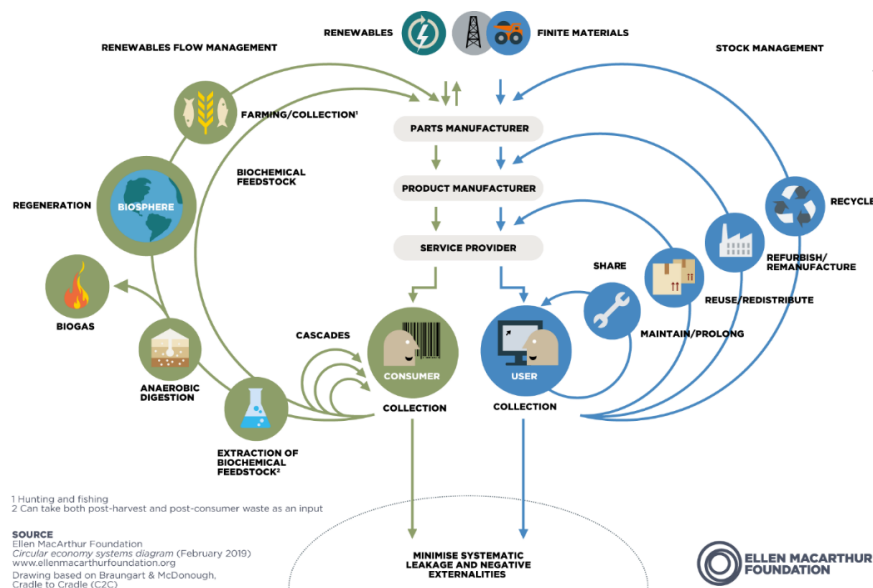 RENEWABLES
FINITE MATERIALS
RENEWABLES FLOW MANAGEMENT
STOCK MANAGEMENT
FARMING/COLLECTION¹
PARTS MANUFACTURER
BIOCHEMICAL
FEEDSTOCK
PRODUCT MANUFACTURER
REGENERATION
BIOSPHERE
RECYCLE
SERVICE PROVIDER
SHARE
REFURBISH/
REMANUFACTURE
REUSE/REDISTRIBUTE
BIOGAS
CASCADES
MAINTAIN/PROLONG
ANAEROBIC
DIGESTION
CONSUMER
USER
COLLECTION
COLLECTION
EXTRACTION OF
BIOCHEMICAL
FEEDSTOCK²
1 Hunting and fishing
2 Can take both post-harvest and post-consumer waste as an input
SOURCE
Ellen MacArthur Foundation
Circular economy systems diagram (February 2019)
www.ellenmacarthurfoundation.org
Drawing based on Braungart & McDonough,
Cradle to Cradle (C2C)
MINIMISE SYSTEMATIC
LEAKAGE AND NEGATIVE
EXTERNALITIES
ELLEN MACARTHUR
FOUNDATION